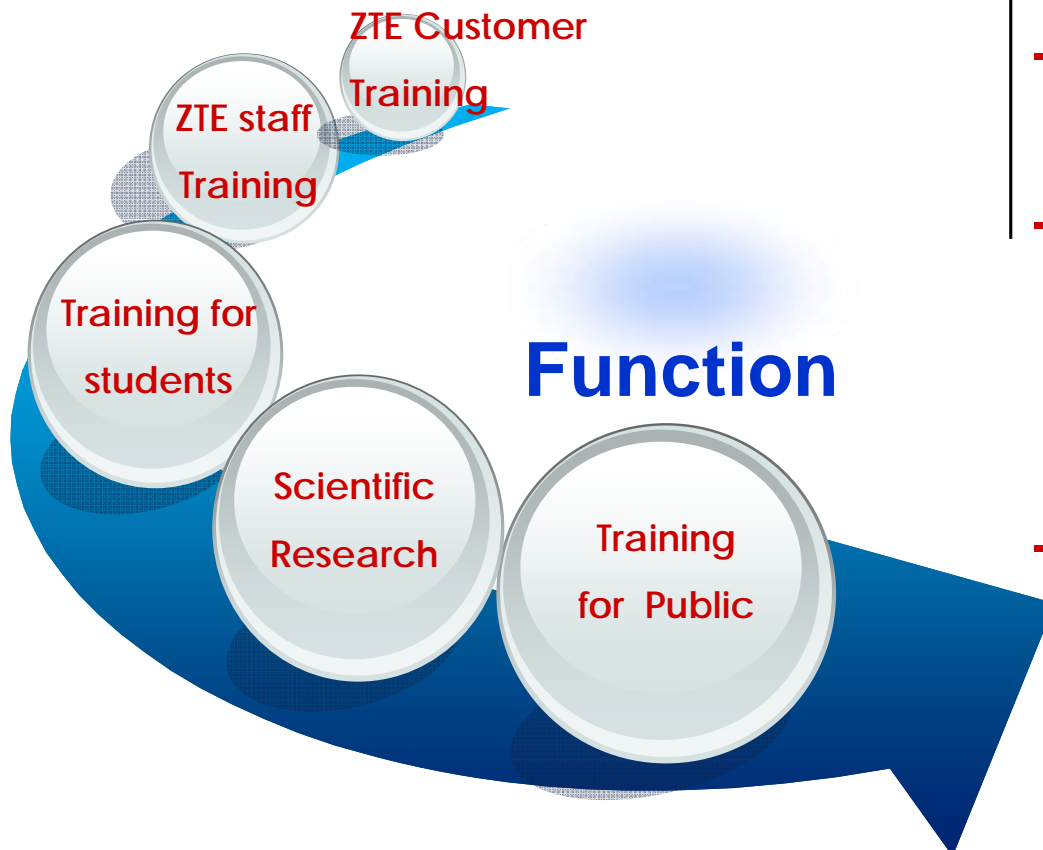 ZTE Customer
Training
ZTE staff
Training
Training for
students
Function
Scientific
Research
Training
for Public